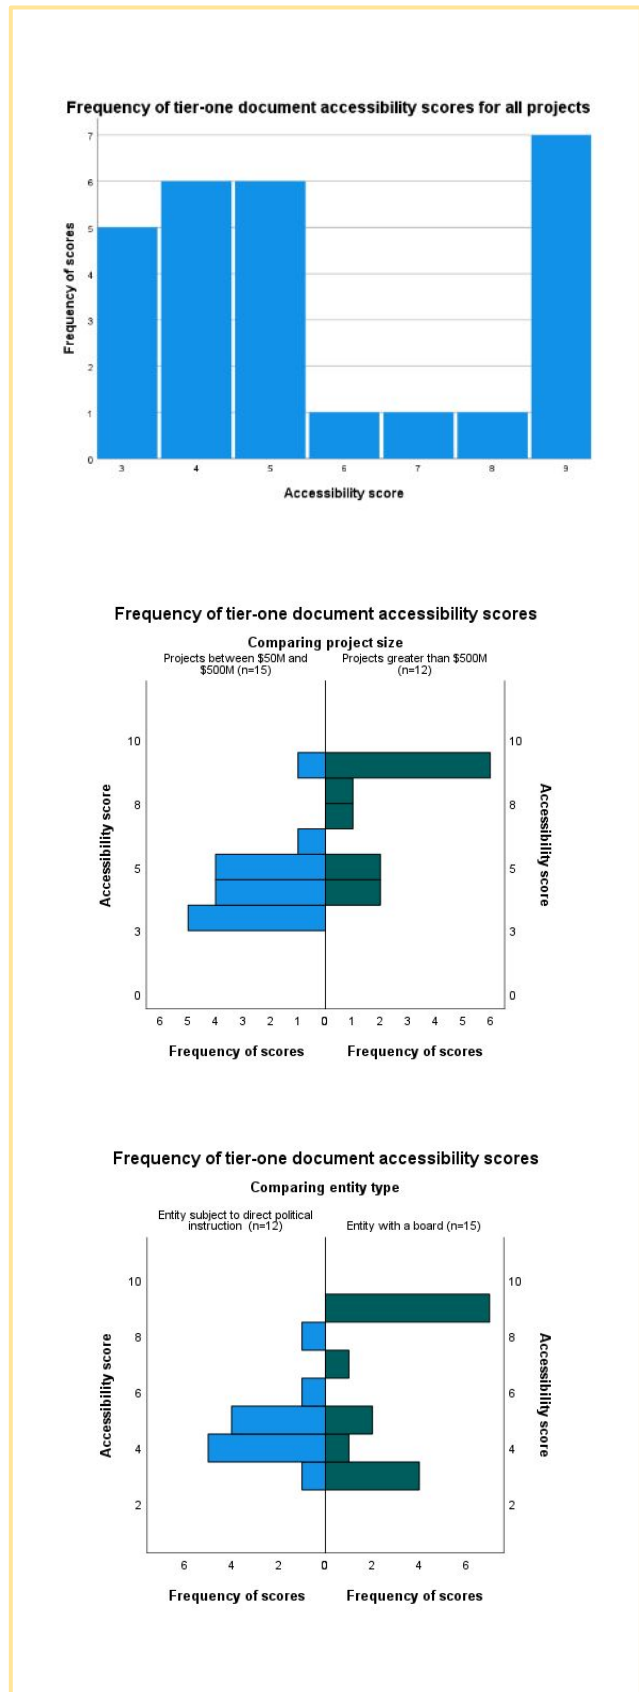 Frequency of tier-one document accessibility scores for all projects
7
6
5
4
3
2
1
0
Frequency of scores
3 4 5 6 7 8 9
Accessibility score
Frequency of tier-one document accessibility scores
Comparing project size
Projects between $50M and
$500M (n=15)
Projects greater than $500M
(n=12)
10
8
5
3
0
Accessibility score
10
8
5
3
0
Accessibility score
6 5 4 3 2 1 0 0 1 2 3 4 5 6
Frequency of scores
Frequency of scores
Frequency of tier-one document accessibility scores
Comparing entity type
Entity subject to direct political
instruction (n=12)
Entity with a board (n=15)
10
8
6
4
2
Accessibility score
10
8
6
4
2
Accessibility score
6 4 2 0 0 2 4 6
Frequency of scores
Frequency of scores